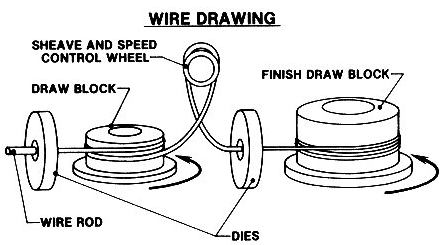 WIRE DRAWING
SHEAVE AND SPEED
CONTROL WHEEL
FINISH DRAW BLOCK
DRAW BLOCK
WIRE ROD
DIES